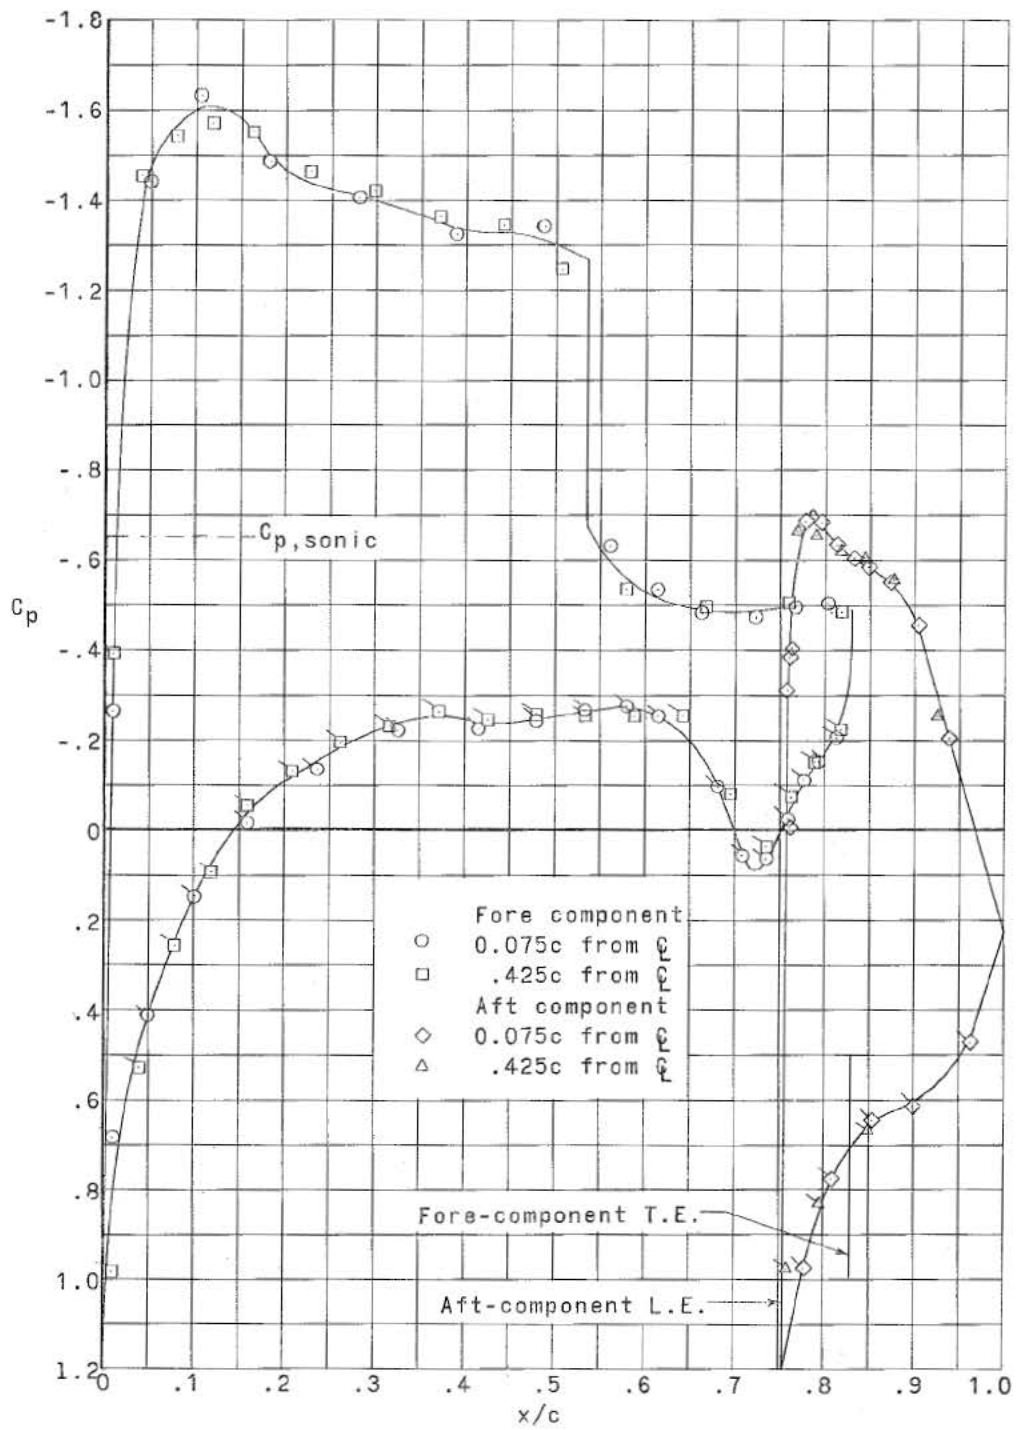 -1.8
-1.6
-1.4
-1.2
-1.0
-.8
Cp,sonic
-.6
Cp
-.4
-.2
0
Fore component
.2
0.075c from ℄
.425c from ℄
Aft component
.4
0.075c from ℄
.425c from ℄
.6
.8
Fore-component T.E.
1.0
Aft-component L.E.
1.2
0 .1 .2 .3 .4 .5 .6 .7 .8 .9 1.0
x/c